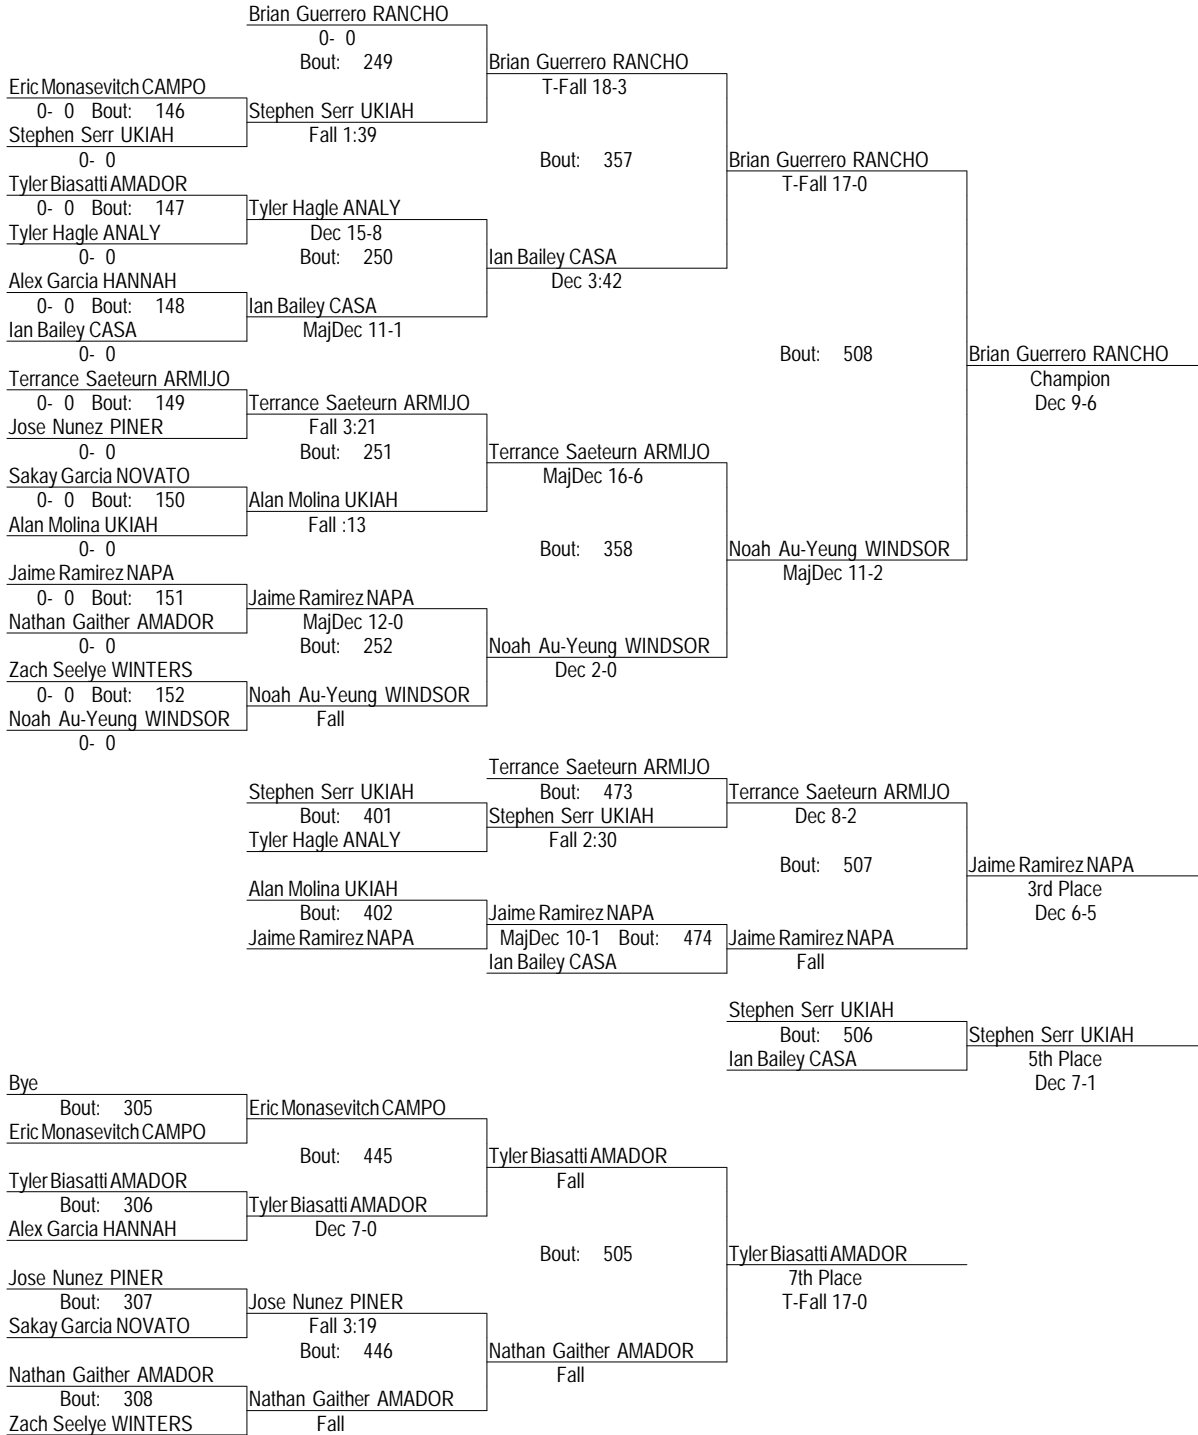 Brian Guerrero RANCHO
0- 0
Bout: 249
Brian Guerrero RANCHO
T-Fall 18-3
Eric Monasevitch CAMPO
0- 0 Bout: 146
Stephen Serr UKIAH
Stephen Serr UKIAH
Fall 1:39
0- 0
Bout: 357
Brian Guerrero RANCHO
T-Fall 17-0
Tyler Biasatti AMADOR
0- 0 Bout: 147
Tyler Hagle ANALY
Tyler Hagle ANALY
Dec 15-8
0- 0
Bout: 250
Ian Bailey CASA
Dec 3:42
Alex Garcia HANNAH
0- 0 Bout: 148
Ian Bailey CASA
Ian Bailey CASA
MajDec 11-1
0- 0
Bout: 508
Brian Guerrero RANCHO
Champion
Dec 9-6
Terrance Saeteurn ARMIJO
0- 0 Bout: 149
Terrance Saeteurn ARMIJO
Jose Nunez PINER
Fall 3:21
0- 0
Bout: 251
Terrance Saeteurn ARMIJO
MajDec 16-6
Sakay Garcia NOVATO
0- 0 Bout: 150
Alan Molina UKIAH
Alan Molina UKIAH
Fall :13
0- 0
Bout: 358
Noah Au-Yeung WINDSOR
MajDec 11-2
Jaime Ramirez NAPA
0- 0 Bout: 151
Jaime Ramirez NAPA
Nathan Gaither AMADOR
MajDec 12-0
0- 0
Bout: 252
Noah Au-Yeung WINDSOR
Dec 2-0
Zach Seelye WINTERS
0- 0 Bout: 152
Noah Au-Yeung WINDSOR
Noah Au-Yeung WINDSOR
Fall
0- 0
Terrance Saeteurn ARMIJO
Stephen Serr UKIAH
Bout: 473
Terrance Saeteurn ARMIJO
Bout: 401
Stephen Serr UKIAH
Dec 8-2
Tyler Hagle ANALY
Fall 2:30
Bout: 507
Jaime Ramirez NAPA
3rd Place
Dec 6-5
Alan Molina UKIAH
Bout: 402
Jaime Ramirez NAPA
Jaime Ramirez NAPA
MajDec 10-1 Bout: 474
Jaime Ramirez NAPA
Ian Bailey CASA
Fall
Stephen Serr UKIAH
Bout: 506
Stephen Serr UKIAH
Ian Bailey CASA
5th Place
Dec 7-1
Bye
Bout: 305
Eric Monasevitch CAMPO
Eric Monasevitch CAMPO
Bout: 445
Tyler Biasatti AMADOR
Fall
Tyler Biasatti AMADOR
Bout: 306
Tyler Biasatti AMADOR
Alex Garcia HANNAH
Dec 7-0
Bout: 505
Tyler Biasatti AMADOR
7th Place
T-Fall 17-0
Jose Nunez PINER
Bout: 307
Jose Nunez PINER
Sakay Garcia NOVATO
Fall 3:19
Bout: 446
Nathan Gaither AMADOR
Fall
Nathan Gaither AMADOR
Bout: 308
Nathan Gaither AMADOR
Zach Seelye WINTERS
Fall